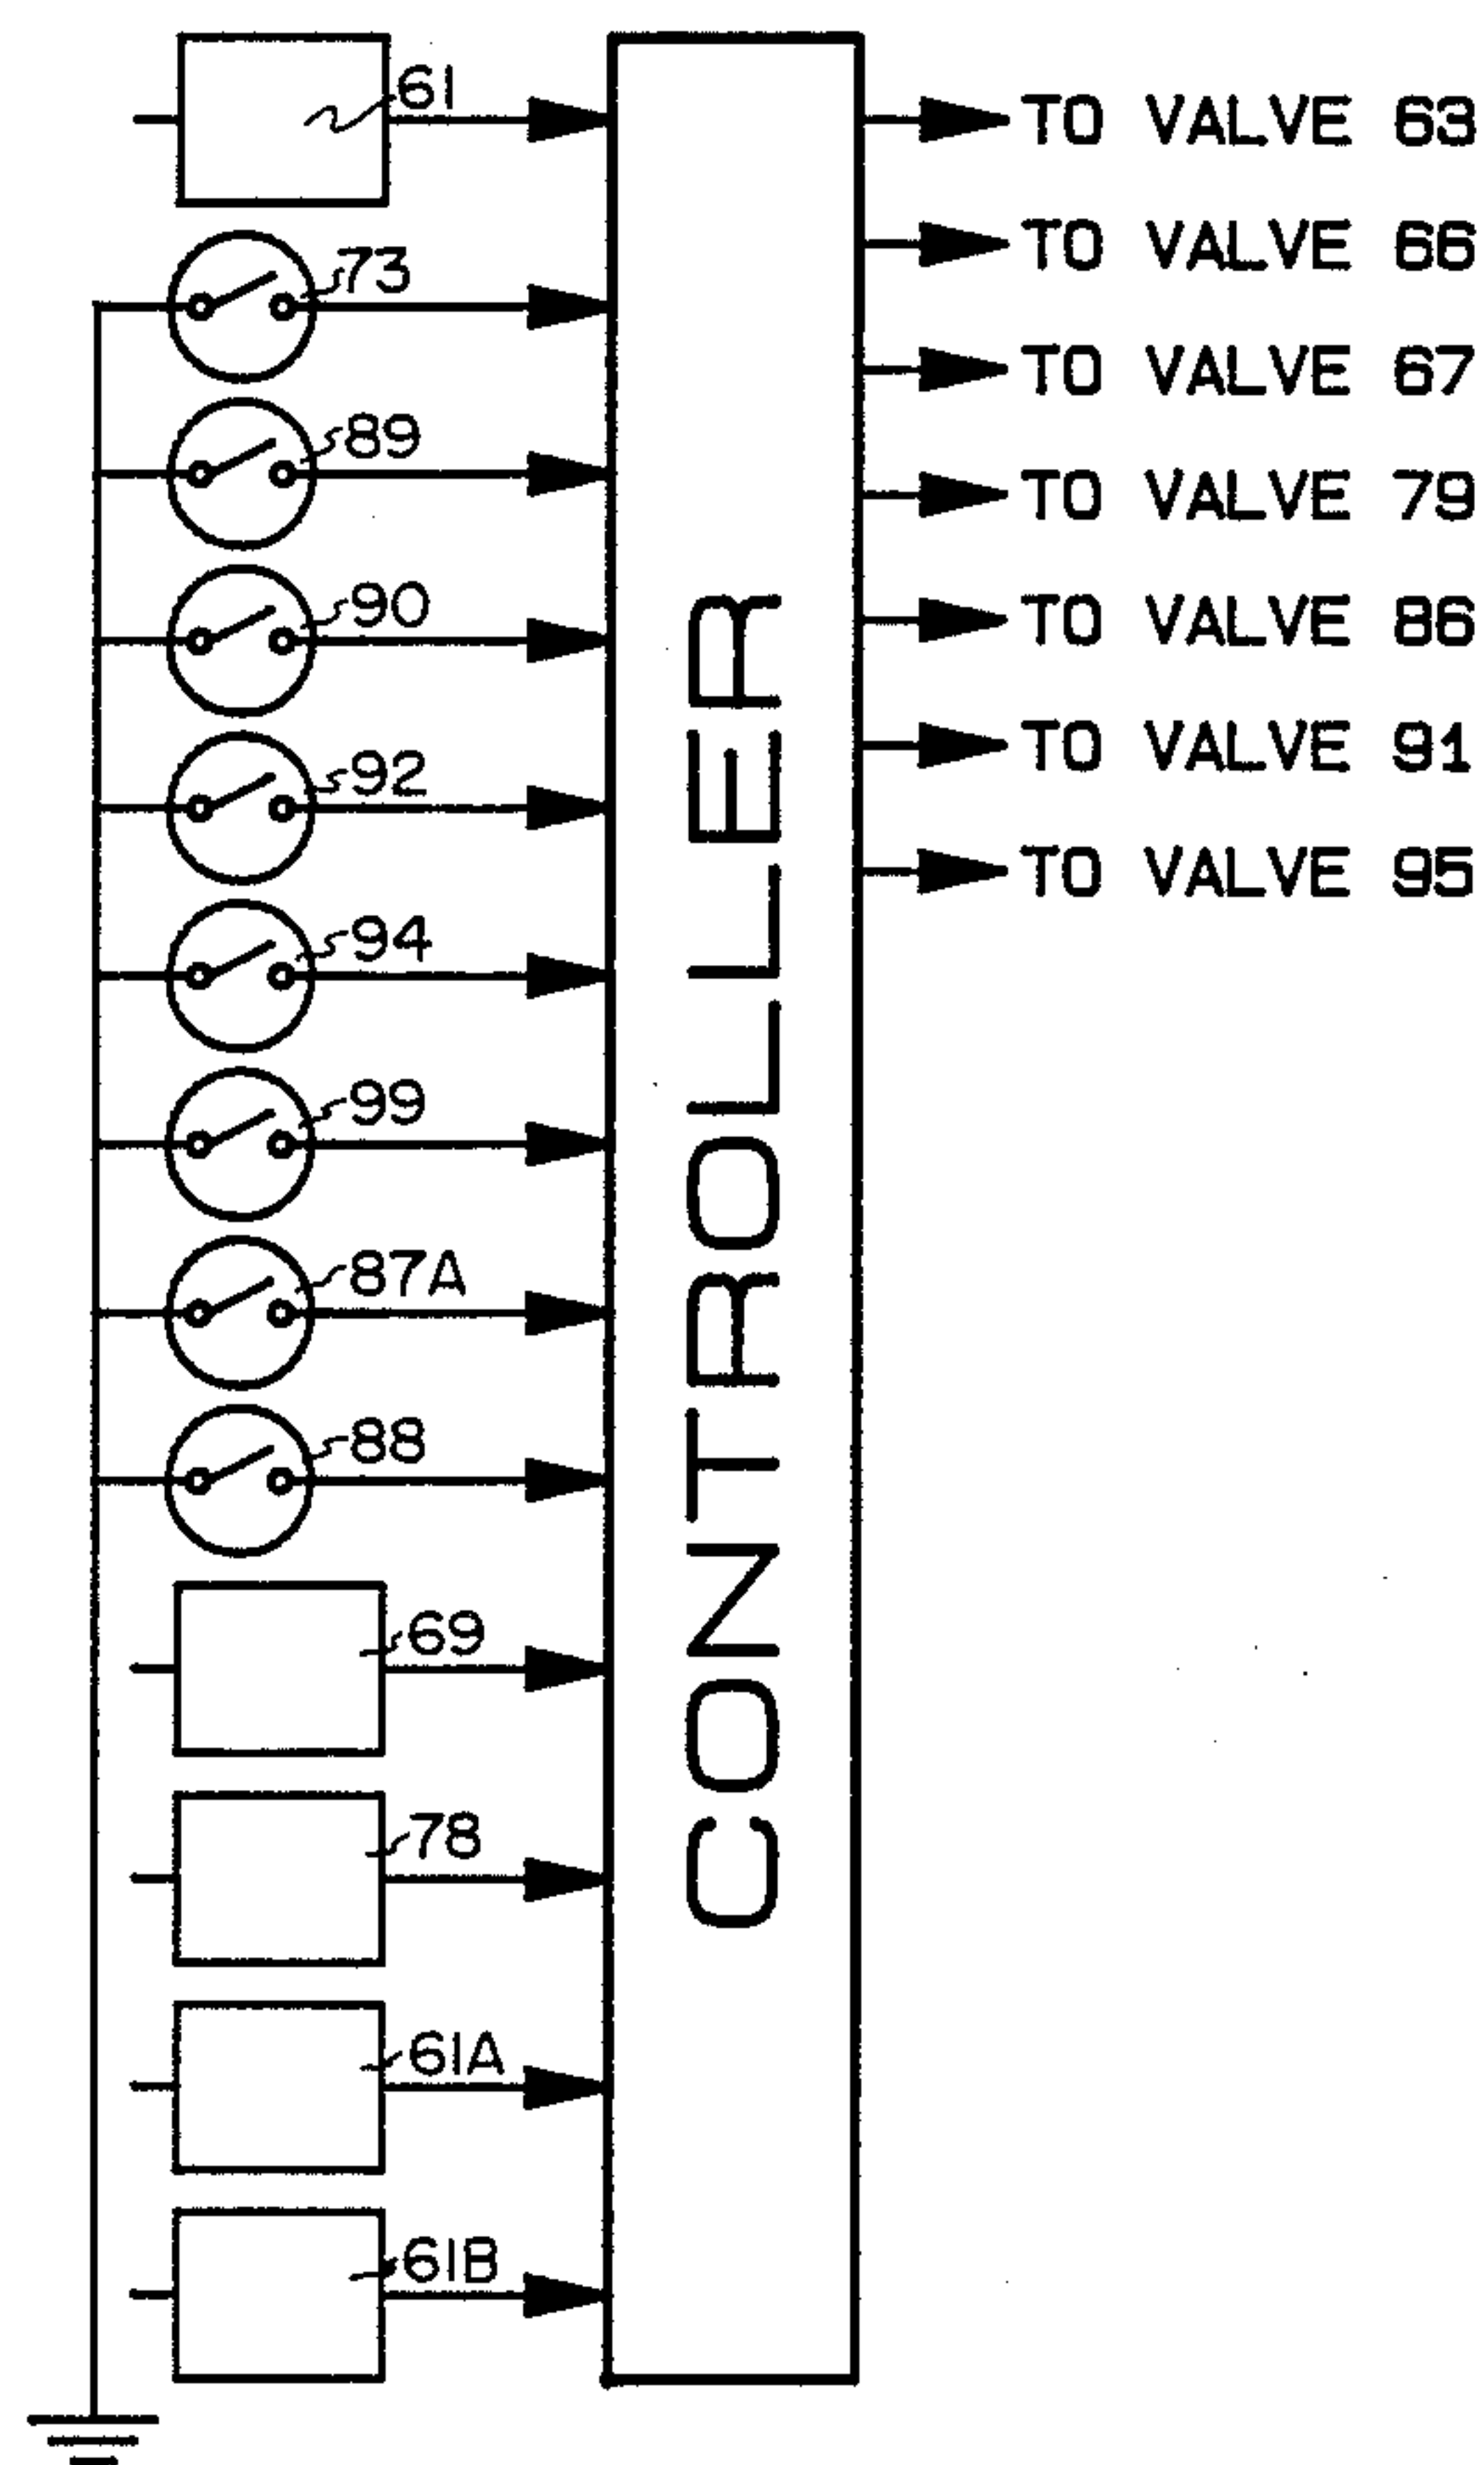 61
73
89
90
92
94
99
87A
88
69
78
61A
61B
CONTROLLER
TO VALVE 63
TO VALVE 66
TO VALVE 67
TO VALVE 79
TO VALVE 86
TO VALVE 91
TO VALVE 95